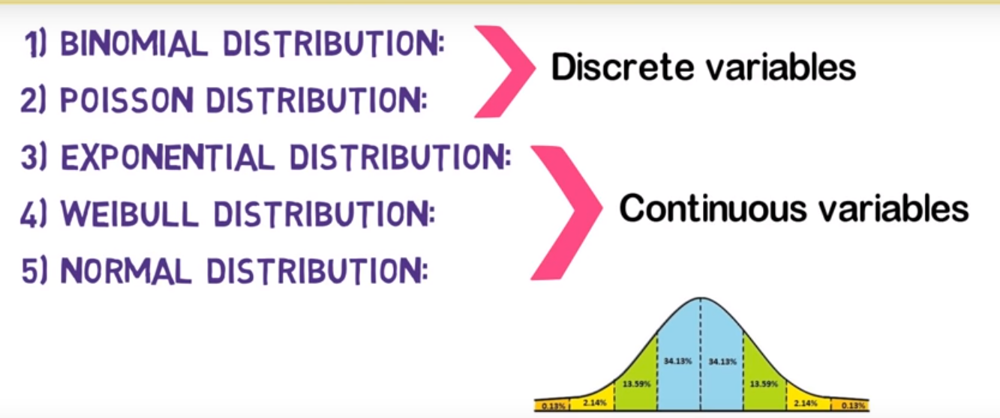 1) BINOMIAL DISTRIBUTION:
2) POISSON DISTRIBUTION:
Discrete variables
3) EXPONENTIAL DISTRIBUTION:
4) WEIBULL DISTRIBUTION:
5) NORMAL DISTRIBUTION:
Continuous variables
0.13% 2.14% 13.59% 34.13% 34.13% 13.59% 2.14% 0.13%